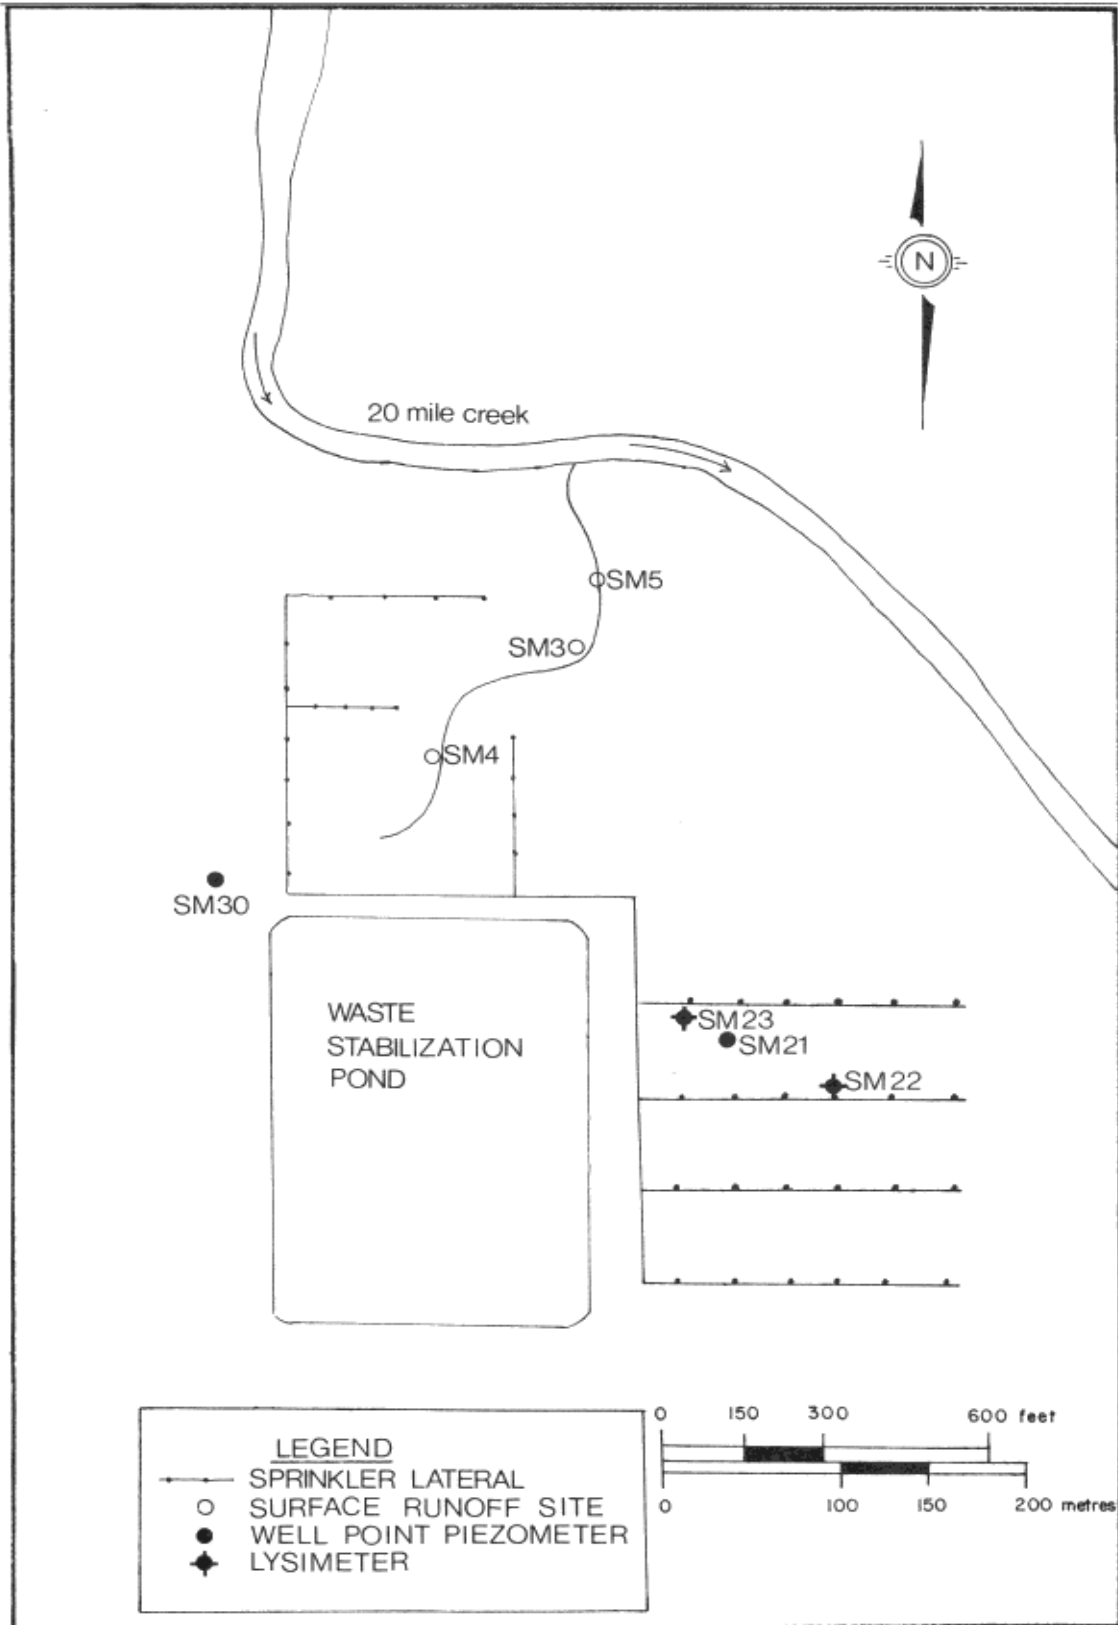 N
20 mile creek
SM5
SM3
SM4
SM30
WASTE
STABILIZATION
POND
SM23
SM21
SM22
LEGEND
SPRINKLER LATERAL
SURFACE RUNOFF SITE
WELL POINT PIEZOMETER
LYSIMETER
0 150 300 600 feet
0 100 150 200 metres